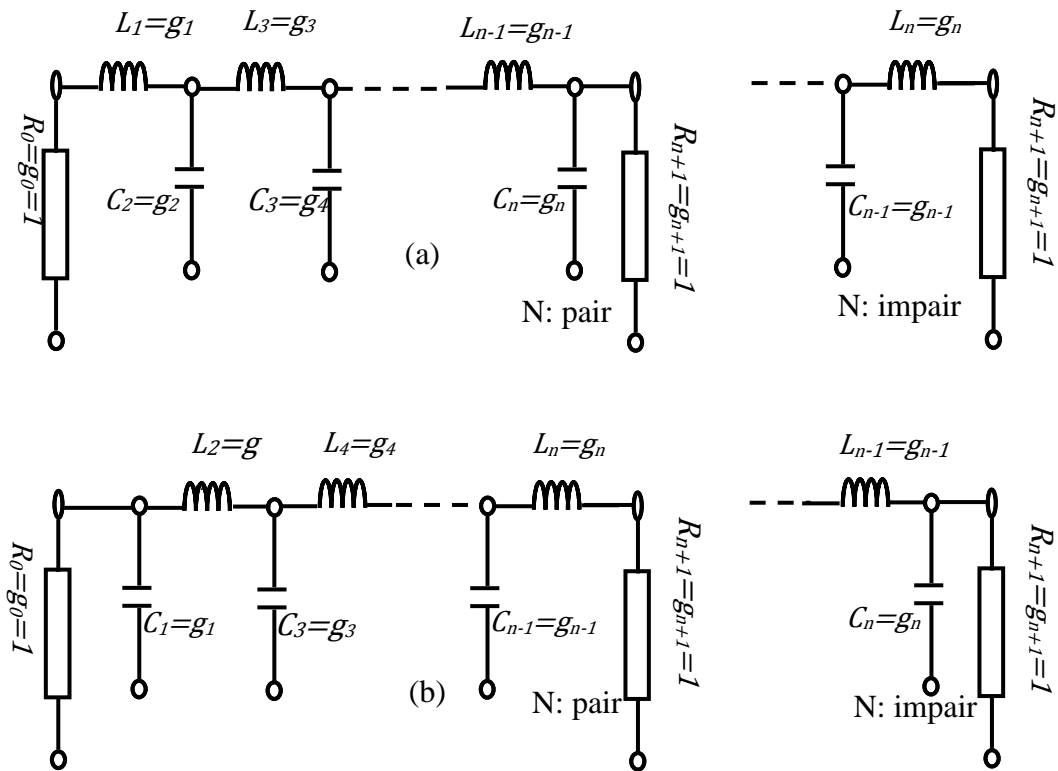 L1=g1
L3=g3
Ln-1=gn-1
Ln=gn
R0=g0=1
C2=g2
C3=g4
Cn=gn
Rn+1=gn+1=1
Cn-1=gn-1
Rn+1=gn+1=1
(a)
N: pair
N: impair
L2=g
L4=g4
Ln=gn
Ln-1=gn-1
R0=g0=1
C1=g1
C3=g3
Cn-1=gn-1
Rn+1=gn+1=1
Cn=gn
Rn+1=gn+1=1
(b)
N: pair
N: impair